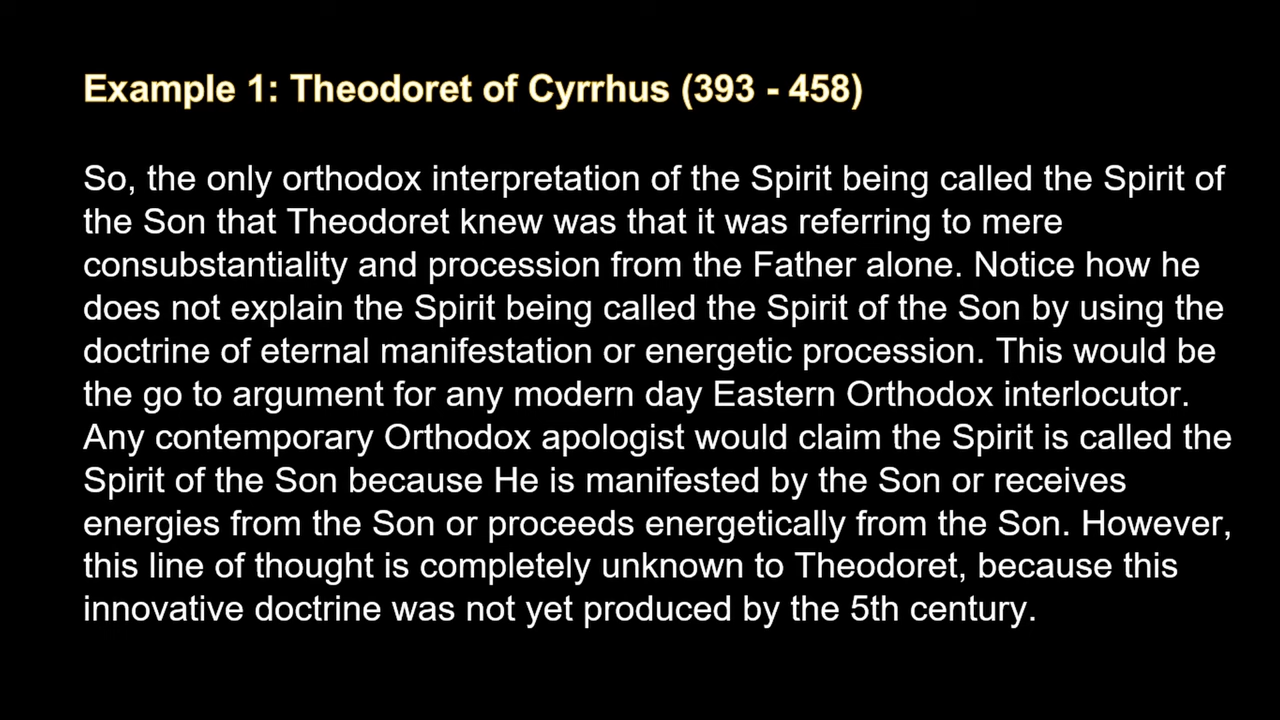 Example 1: Theodoret of Cyrrhus (393 - 458)
So, the only orthodox interpretation of the Spirit being called the Spirit of
the Son that Theodoret knew was that it was referring to mere
consubstantiality and procession from the Father alone. Notice how he
does not explain the Spirit being called the Spirit of the Son by using the
doctrine of eternal manifestation or energetic procession. This would be
the go to argument for any modern day Eastern Orthodox interlocutor.
Any contemporary Orthodox apologist would claim the Spirit is called the
Spirit of the Son because He is manifested by the Son or receives
energies from the Son or proceeds energetically from the Son. However,
this line of thought is completely unknown to Theodoret, because this
innovative doctrine was not yet produced by the 5th century.